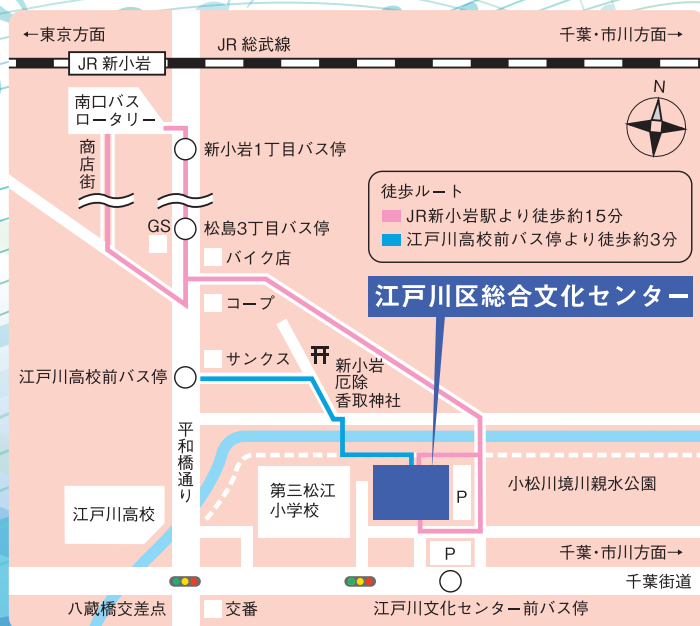 ←東京方面
JR 総武線
千葉・市川方面→
JR 新小岩
N
南口バス
ロータリー
商店街
新小岩1丁目バス停
徒歩ルート
JR新小岩駅より徒歩約15分
江戸川高校前バス停より徒歩約3分
GS
松島3丁目バス停
バイク店
江戸川区総合文化センター
コープ
サンクス
新小岩
厄除
香取神社
江戸川高校前バス停
平和橋通り
第三松江
小学校
P
小松川境川親水公園
江戸川高校
P
千葉・市川方面→
千葉街道
八蔵橋交差点
交番
江戸川文化センター前バス停